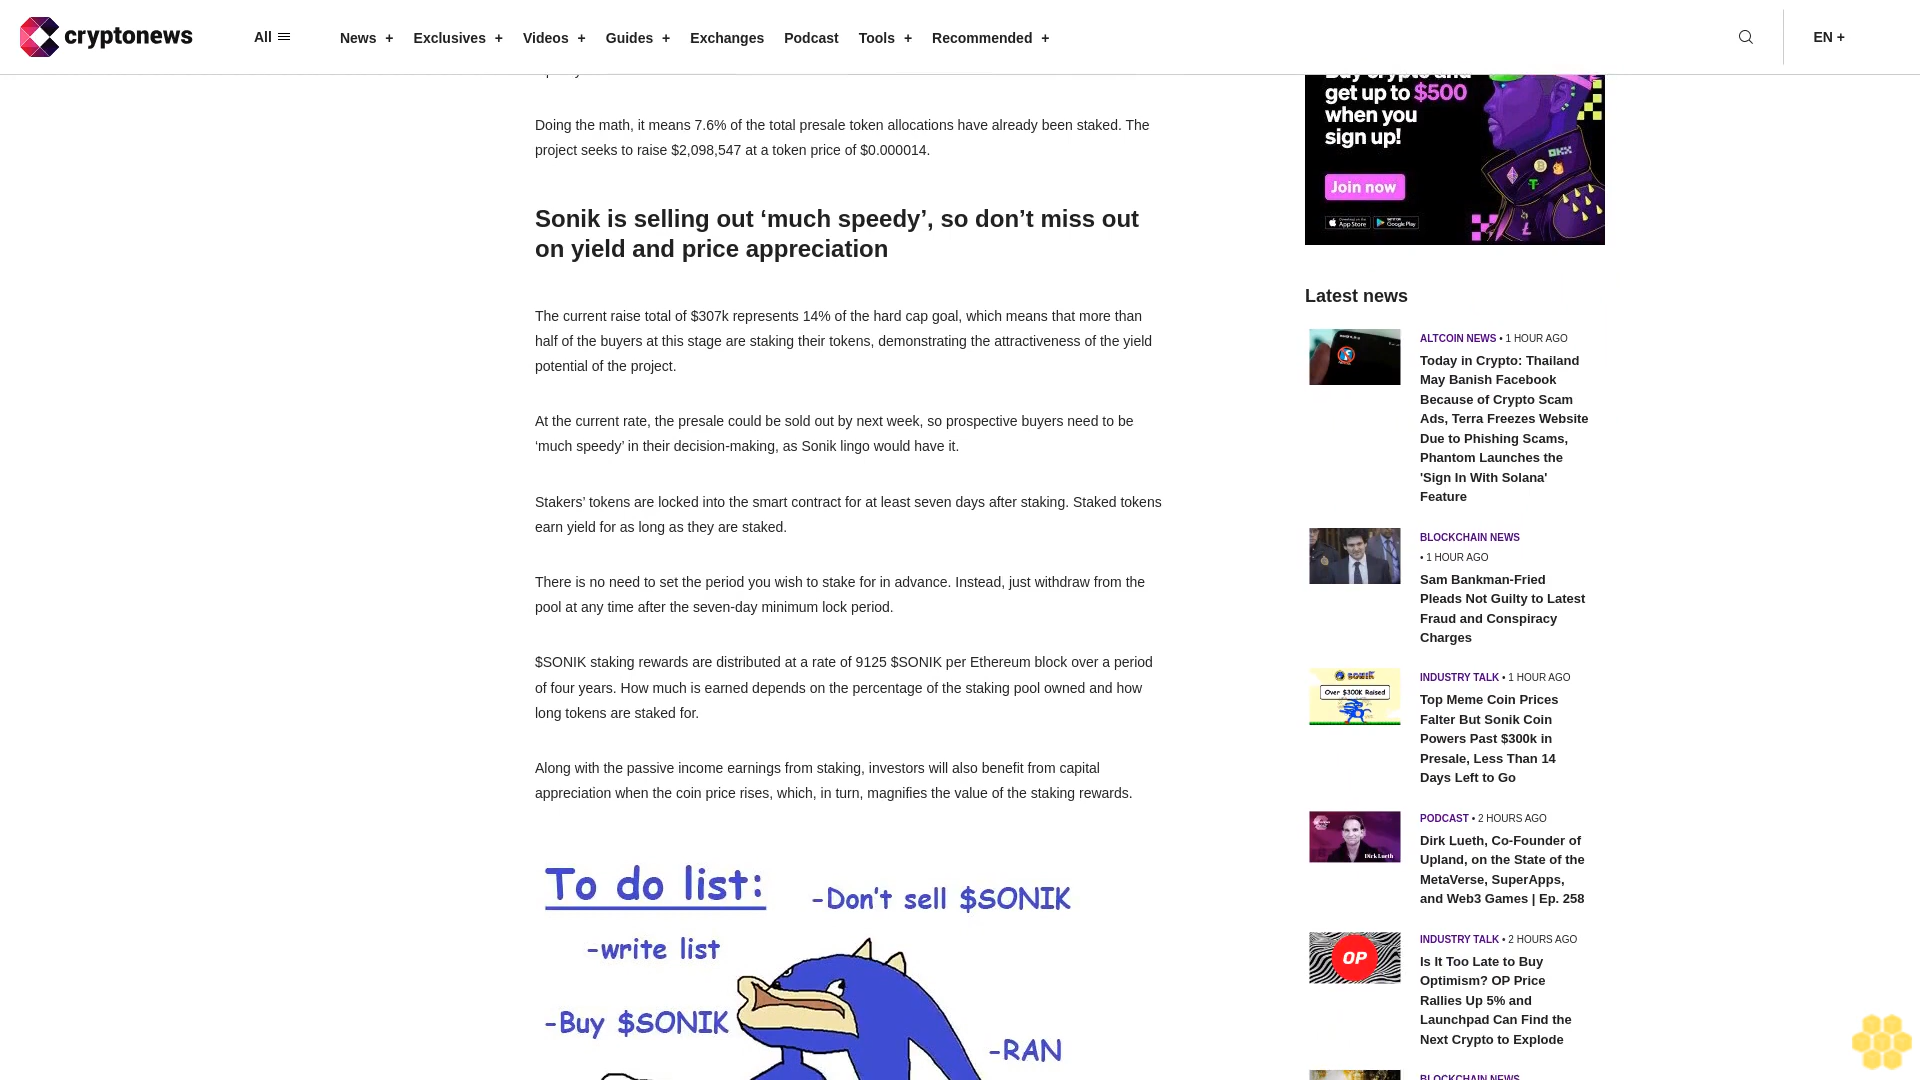 cryptonews
All
News +
Exclusives +
Videos +
Guides +
Exchanges
Podcast
Tools +
Recommended +
EN +
Doing the math, it means 7.6% of the total presale token allocations have already been staked. The
project seeks to raise $2,098,547 at a token price of $0.000014.
Sonik is selling out ‘much speedy’, so don’t miss out
on yield and price appreciation
The current raise total of $307k represents 14% of the hard cap goal, which means that more than
half of the buyers at this stage are staking their tokens, demonstrating the attractiveness of the yield
potential of the project.
At the current rate, the presale could be sold out by next week, so prospective buyers need to be
‘much speedy’ in their decision-making, as Sonik lingo would have it.
Stakers’ tokens are locked into the smart contract for at least seven days after staking. Staked tokens
earn yield for as long as they are staked.
There is no need to set the period you wish to stake for in advance. Instead, just withdraw from the
pool at any time after the seven-day minimum lock period.
$SONIK staking rewards are distributed at a rate of 9125 $SONIK per Ethereum block over a period
of four years. How much is earned depends on the percentage of the staking pool owned and how
long tokens are staked for.
Along with the passive income earnings from staking, investors will also benefit from capital
appreciation when the coin price rises, which, in turn, magnifies the value of the staking rewards.
To do list:
-Don't sell $SONIK
-write list
-Buy $SONIK
-RAN
Buy crypto and
get up to $500
when you
sign up!
Join now
App Store
Google Play
OKX
Latest news
ALTCOIN NEWS • 1 HOUR AGO
Today in Crypto: Thailand
May Banish Facebook
Because of Crypto Scam
Ads, Terra Freezes Website
Due to Phishing Scams,
Phantom Launches the
'Sign In With Solana'
Feature
BLOCKCHAIN NEWS
• 1 HOUR AGO
Sam Bankman-Fried
Pleads Not Guilty to Latest
Fraud and Conspiracy
Charges
SONIK
Over $300K Raised
INDUSTRY TALK • 1 HOUR AGO
Top Meme Coin Prices
Falter But Sonik Coin
Powers Past $300k in
Presale, Less Than 14
Days Left to Go
Dirk Lueth
PODCAST • 2 HOURS AGO
Dirk Lueth, Co-Founder of
Upland, on the State of the
MetaVerse, SuperApps,
and Web3 Games | Ep. 258
OP
INDUSTRY TALK • 2 HOURS AGO
Is It Too Late to Buy
Optimism? OP Price
Rallies Up 5% and
Launchpad Can Find the
Next Crypto to Explode
BLOCKCHAIN NEWS